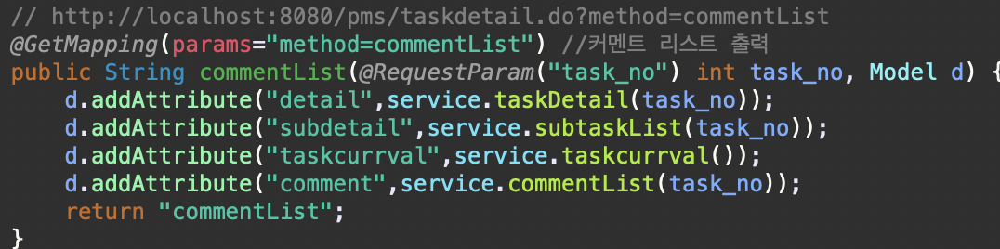 // http://localhost:8080/pms/taskdetail.do?method=commentList
@GetMapping(params="method=commentList") //커멘트 리스트 출력
public String commentList(@RequestParam("task_no") int task_no, Model d) {
    d.addAttribute("detail",service.taskDetail(task_no));
    d.addAttribute("subdetail",service.subtaskList(task_no));
    d.addAttribute("taskcurrval",service.taskcurrval());
    d.addAttribute("comment",service.commentList(task_no));
    return "commentList";
}